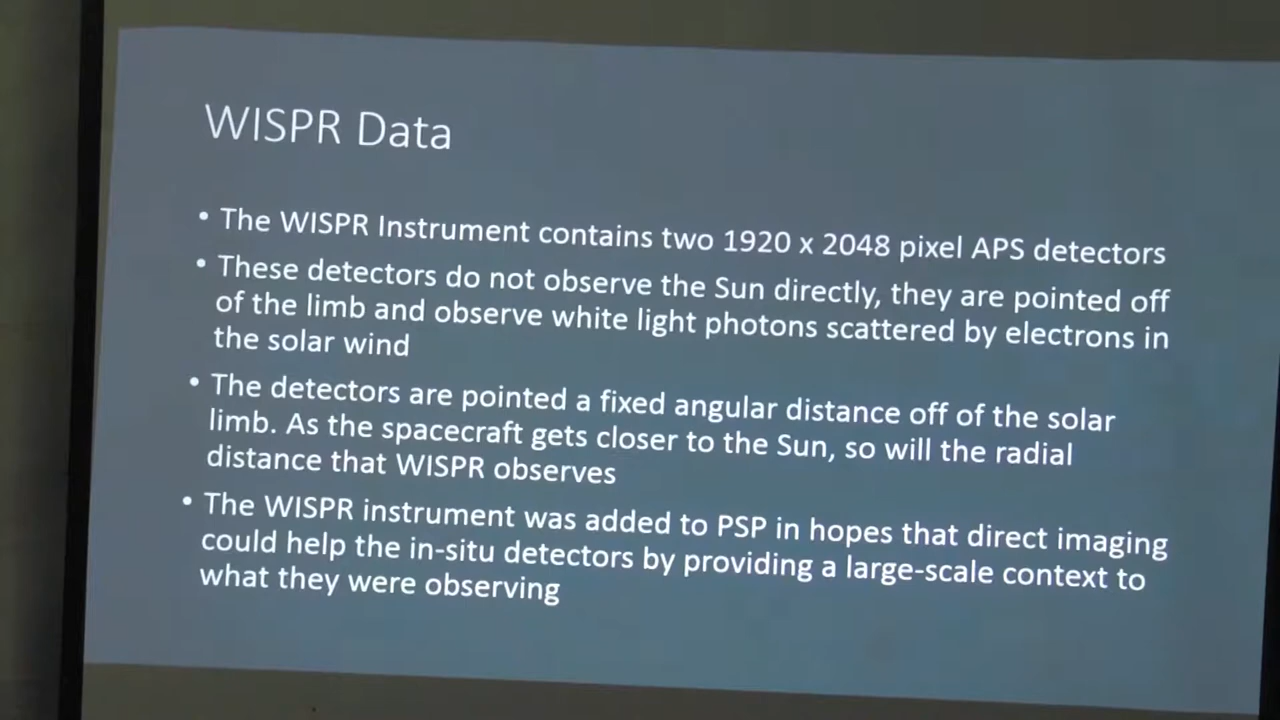 WISPR Data
• The WISPR Instrument contains two 1920 x 2048 pixel APS detectors
• These detectors do not observe the Sun directly, they are pointed off
of the limb and observe white light photons scattered by electrons in
the solar wind
• The detectors are pointed a fixed angular distance off of the solar
limb. As the spacecraft gets closer to the Sun, so will the radial
distance that WISPR observes
• The WISPR instrument was added to PSP in hopes that direct imaging
could help the in-situ detectors by providing a large-scale context to
what they were observing